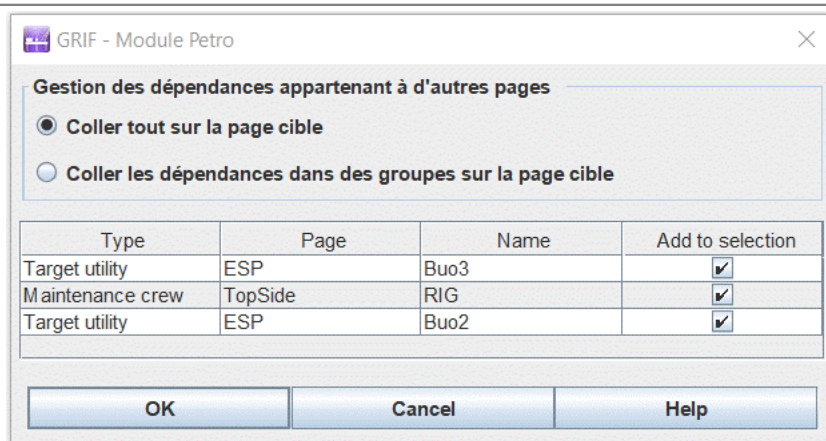 GRIF - Module Petro
Gestion des dépendances appartenant à d'autres pages
Coller tout sur la page cible
Coller les dépendances dans des groupes sur la page cible
Type Page Name Add to selection
Target utility ESP Buo3
Maintenance crew TopSide RIG
Target utility ESP Buo2
OK Cancel Help